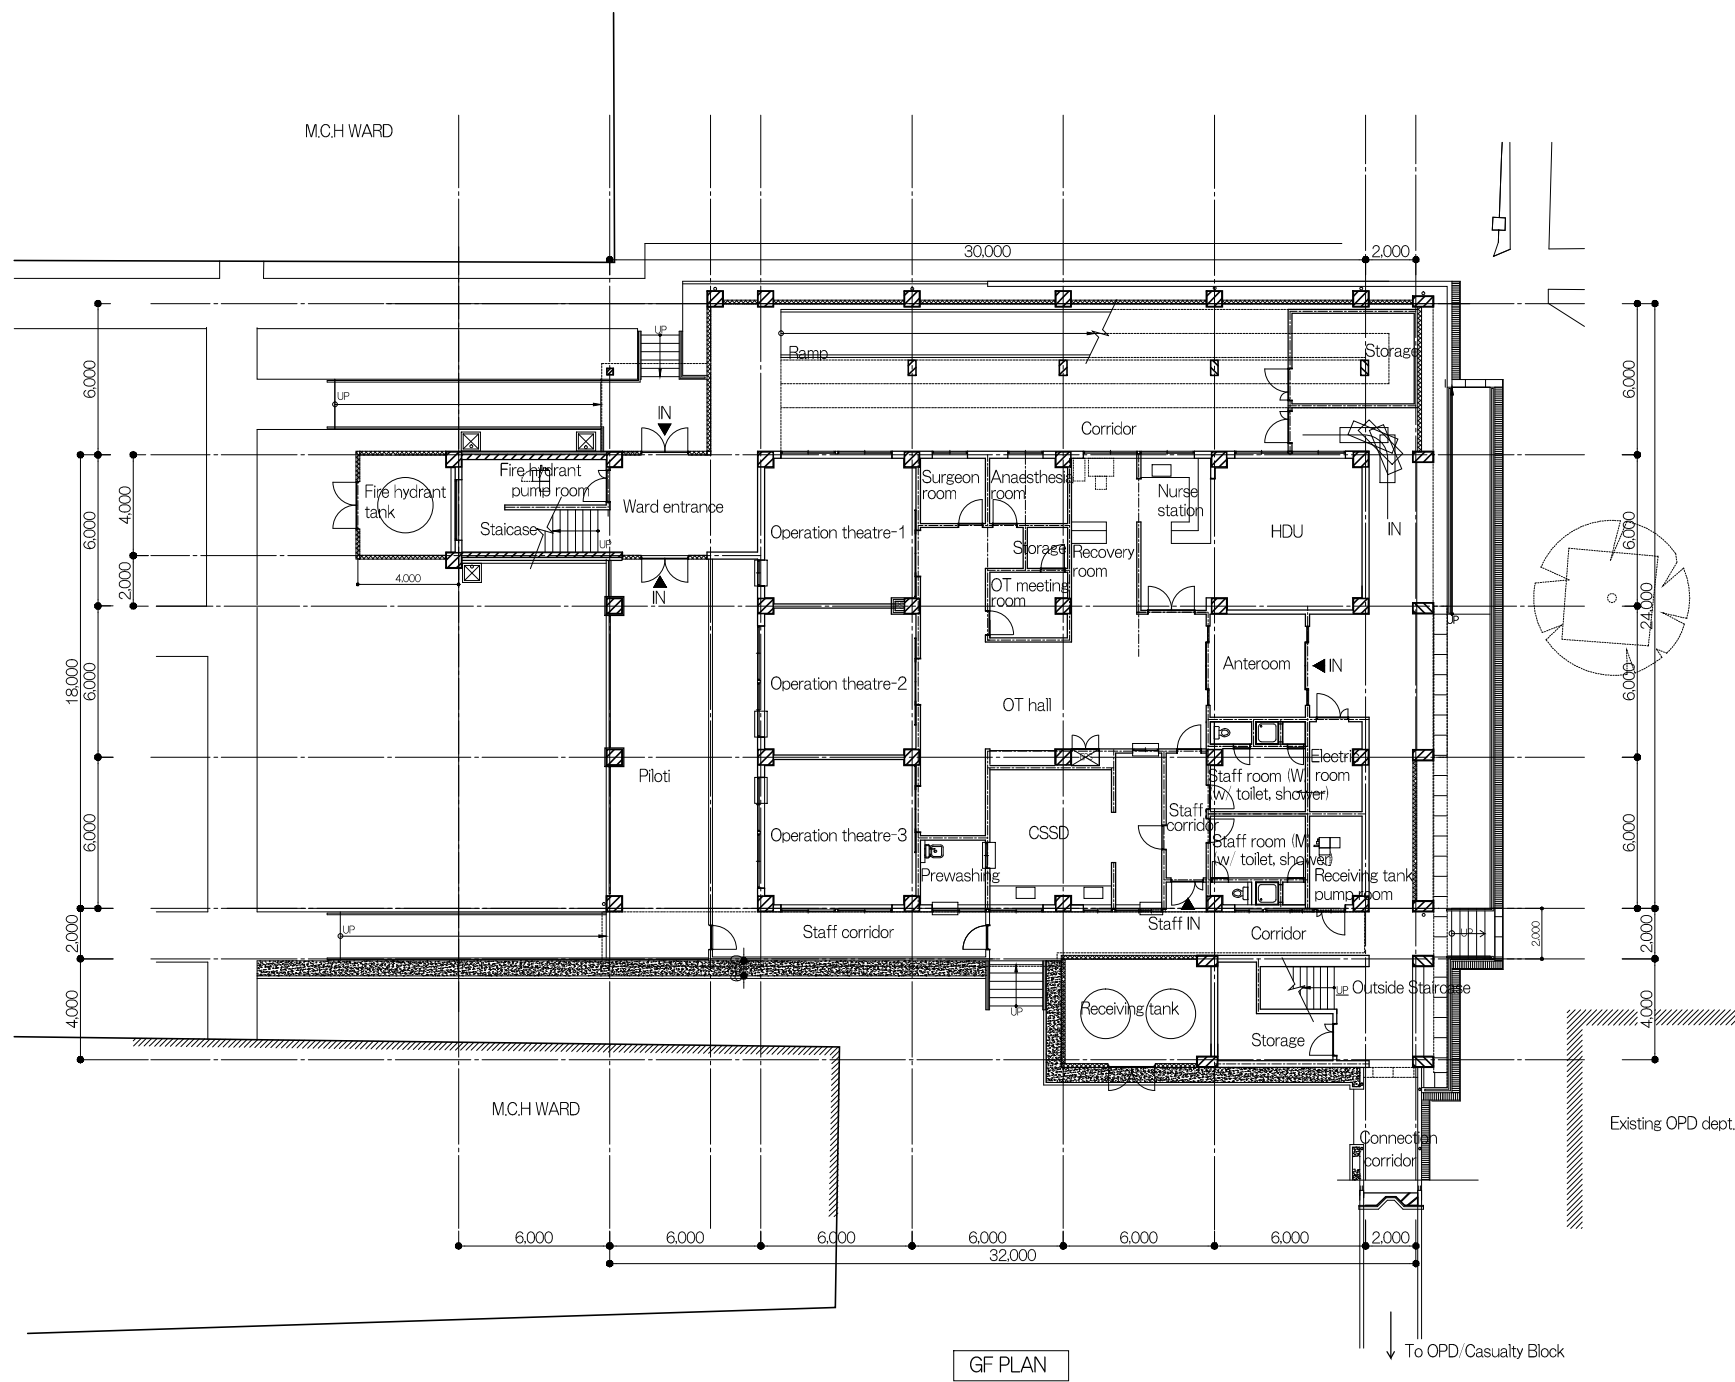 M.C.H WARD
30,000
2,000
UP
6,000
Ramp
Storage
6,000
UP
IN
Corridor
Fire hydrant
pump room
Surgeon
room
Anaesthesia
room
Nurse
station
Fire hydrant
tank
4,000
6,000
Ward entrance
Staicase
UP
Operation theatre-1
HDU
IN
6,000
Storage
Recovery
room
4,000
2,000
IN
OT meeting
room
24,000
UP
18,000
6,000
Operation theatre-2
OT hall
Anteroom
IN
6,000
Piloti
Electric
room
Staff room (W)
(w/ toilet, shower)
6,000
Operation theatre-3
CSSD
Staff
corridor
Staff room (M)
(w/ toilet, shower)
6,000
Prewashing
Receiving tank
pump room
2,000
UP
Staff corridor
Staff IN
Corridor
UP
2,000
2,000
4,000
UP
Receiving tank
UP
Outside Staircase
4,000
Storage
M.C.H WARD
Existing OPD dept.
Connection
corridor
6,000
6,000
6,000
6,000
6,000
6,000
2,000
32,000
To OPD/Casualty Block
GF PLAN